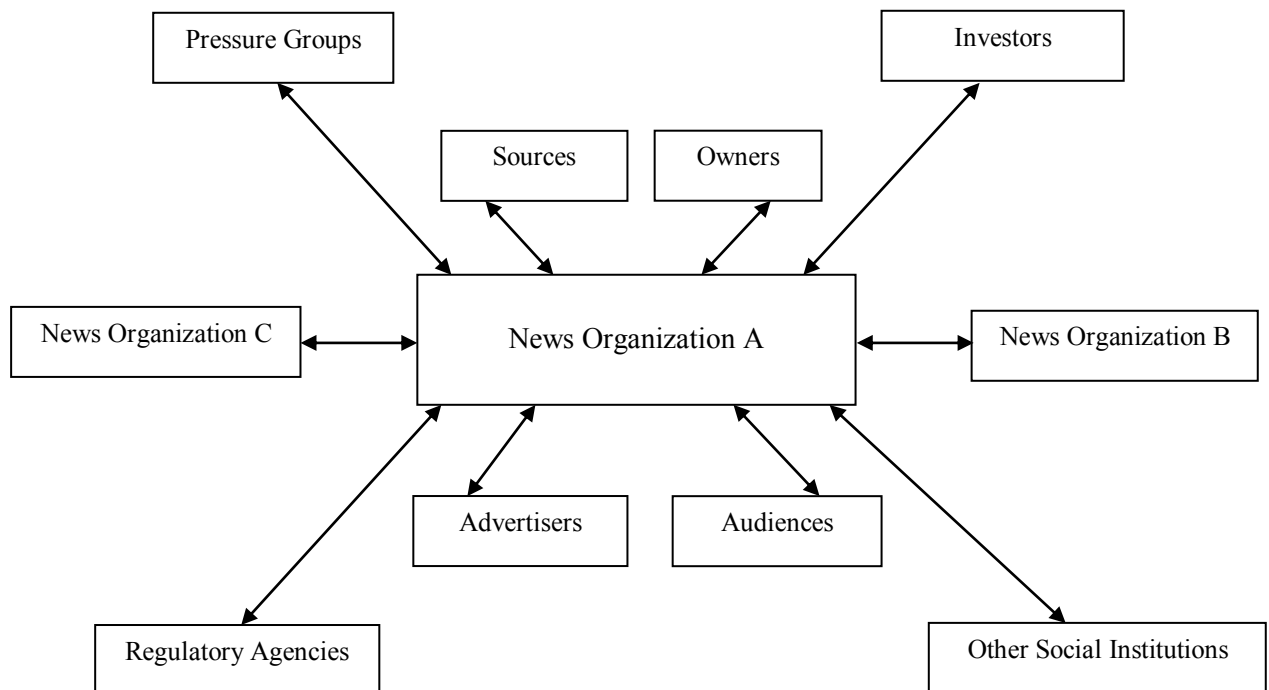 Pressure Groups
Investors
Sources
Owners
News Organization C
News Organization A
News Organization B
Advertisers
Audiences
Regulatory Agencies
Other Social Institutions